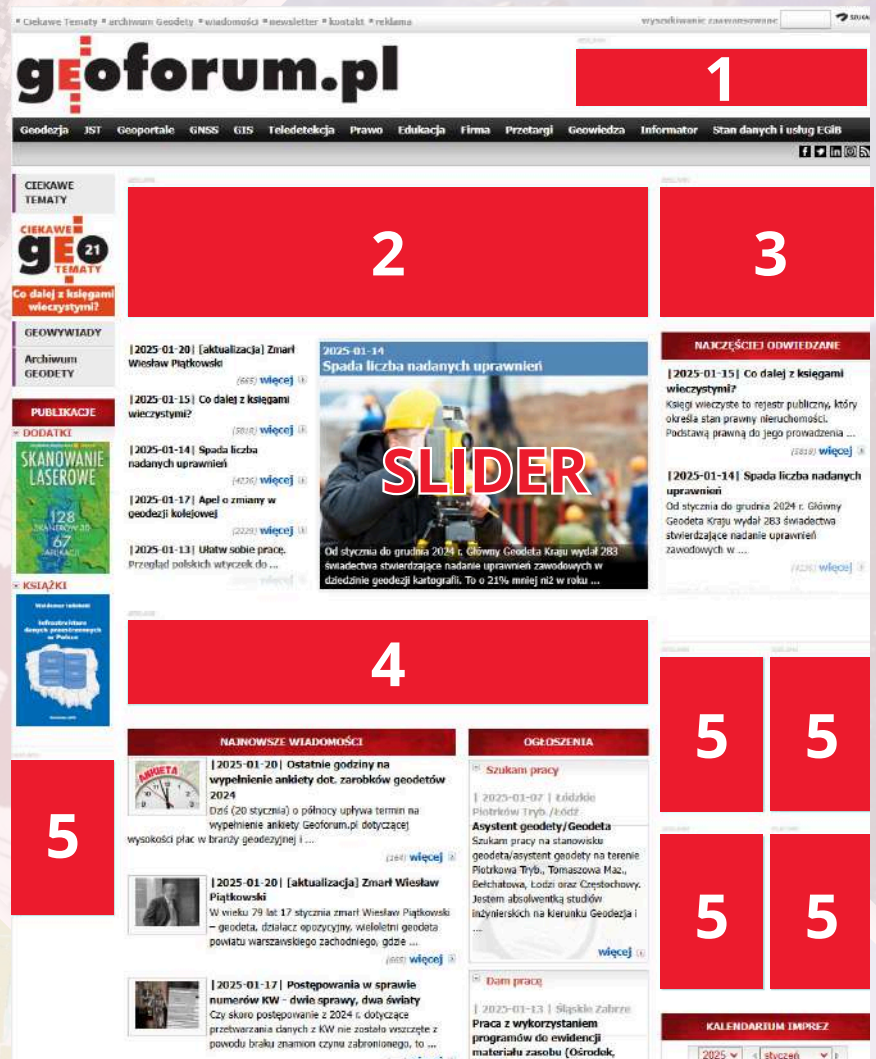 Ciekawe Tematy archiwum Geodety wiadomości newsletter kontakt reklama
wyszukiwanie zaawansowane
geoforum.pl
1
Geodezja JST Geoportale GNSS GIS Teledetekcja Prawo Edukacja Firma Przetargi Geowiedza Informator Stan danych i usług EGiB
CIEKAWE
TEMATY
CIEKAWE
gEO 21
TEMATY
Co dalej z księgami
wieczystymi?
GEOWYWIADY
Archiwum
GEODETY
PUBLIKACJE
DODATKI
SKANOWANIE
LASEROWE
128
67
KSIĄŻKI
Waldemar Izdebski
Infrastruktura
danych przestrzennych
w Polsce
5
2
3
|2025-01-20| [aktualizacja] Zmarł
Wiesław Piątkowski
(665) więcej
|2025-01-15| Co dalej z księgami
wieczystymi?
(5818) więcej
|2025-01-14| Spada liczba
nadanych uprawnień
(4236) więcej
|2025-01-17| Apel o zmiany w
geodezji kolejowej
(2229) więcej
|2025-01-13| Ułatw sobie pracę.
Przegląd polskich wtyczek do ...
2025-01-14
Spada liczba nadanych uprawnień
SLIDER
Od stycznia do grudnia 2024 r. Główny Geodeta Kraju wydał 283
świadectwa stwierdzające nadanie uprawnień zawodowych w
dziedzinie geodezji kartografii. To o 21% mniej niż w roku ...
NAJCZĘŚCIEJ ODWIEDZANE
|2025-01-15| Co dalej z księgami
wieczystymi?
Księgi wieczyste to rejestr publiczny, który
określa stan prawny nieruchomości.
Podstawą prawną do jego prowadzenia ...
(5818) więcej
|2025-01-14| Spada liczba nadanych
uprawnień
Od stycznia do grudnia 2024 r. Główny
Geodeta Kraju wydał 283 świadectwa
stwierdzające nadanie uprawnień
zawodowych w ...
(4236) więcej
4
NAJNOWSZE WIADOMOŚCI
ANKIETA
|2025-01-20| Ostatnie godziny na
wypełnienie ankiety dot. zarobków geodetów
2024
Dziś (20 stycznia) o północy upływa termin na
wypełnienie ankiety Geoforum.pl dotyczącej
wysokości płac w branży geodezyjnej i ...
(164) więcej
|2025-01-20| [aktualizacja] Zmarł Wiesław
Piątkowski
W wieku 79 lat 17 stycznia zmarł Wiesław Piątkowski
– geodeta, działacz opozycyjny, wieloletni geodeta
powiatu warszawskiego zachodniego, gdzie ...
(665) więcej
|2025-01-17| Postępowania w sprawie
numerów KW - dwie sprawy, dwa światy
Czy skoro postępowanie z 2024 r. dotyczące
przetwarzania danych z KW nie zostało wszczęte z
powodu braku znamion czynu zabronionego, to ...
OGŁOSZENIA
Szukam pracy
| 2025-01-07 | Łódzkie
Piotrków Tryb./Łódź
Asystent geodety/Geodeta
Szukam pracy na stanowisku
geodeta/asystent geodety na terenie
Piotrkowa Tryb., Tomaszowa Maz.,
Bełchatowa, Łodzi oraz Częstochowy.
Jestem absolwentką studiów
inżynierskich na kierunku Geodezja i
...
więcej
Dam pracę
| 2025-01-13 | Śląskie Zabrze
Praca z wykorzystaniem
programów do ewidencji
materiału zasobu (Ośrodek,
5 5
5 5
KALENDARIUM IMPREZ
2025 styczeń